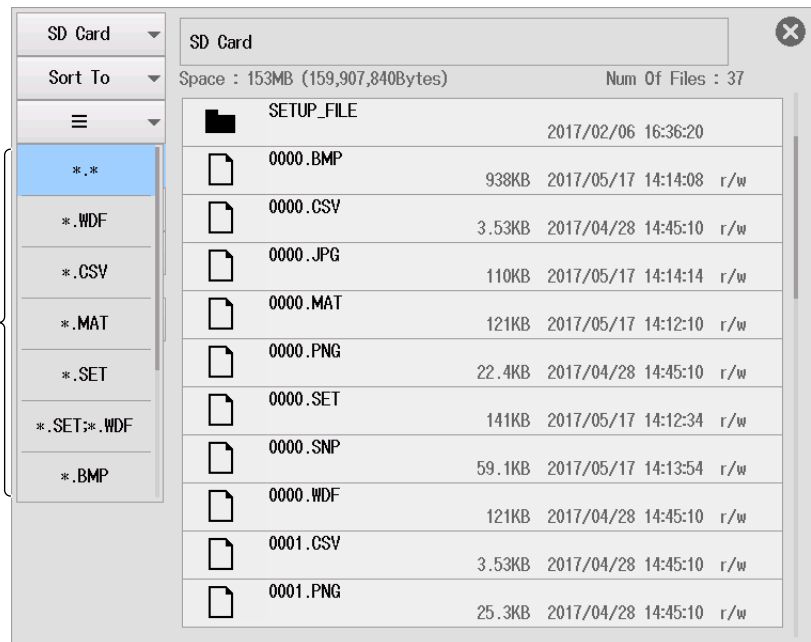 SD Card
Sort To
*.*
*.WDF
*.CSV
*.MAT
*.SET
*.SET;*.WDF
*.BMP
SD Card
Space : 153MB (159,907,840Bytes) Num Of Files : 37
SETUP_FILE
2017/02/06 16:36:20
0000.BMP
938KB 2017/05/17 14:14:08 r/w
0000.CSV
3.53KB 2017/04/28 14:45:10 r/w
0000.JPG
110KB 2017/05/17 14:14:14 r/w
0000.MAT
121KB 2017/05/17 14:12:10 r/w
0000.PNG
22.4KB 2017/04/28 14:45:10 r/w
0000.SET
141KB 2017/05/17 14:12:34 r/w
0000.SNP
59.1KB 2017/05/17 14:13:54 r/w
0000.WDF
121KB 2017/04/28 14:45:10 r/w
0001.CSV
3.53KB 2017/04/28 14:45:10 r/w
0001.PNG
25.3KB 2017/04/28 14:45:10 r/w